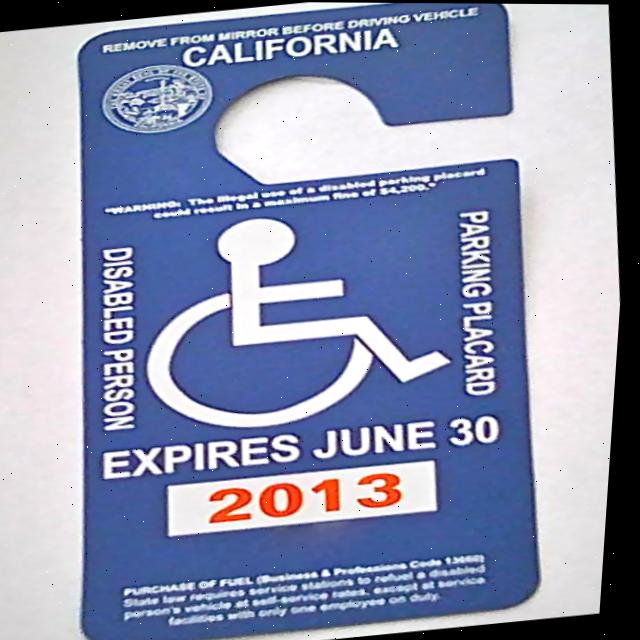 REMOVE FROM MIRROR BEFORE DRIVING VEHICLE
CALIFORNIA
"WARNING: The illegal use of a disabled parking placard
could result in a maximum fine of $4,200."
DISABLED PERSON
PARKING PLACARD
EXPIRES JUNE 30
2013
PURCHASE OF FUEL (Business & Professions Code 13660)
State law requires service stations to refuel a disabled
person's vehicle at self-service rates, except at service
facilities with only one employee on duty.